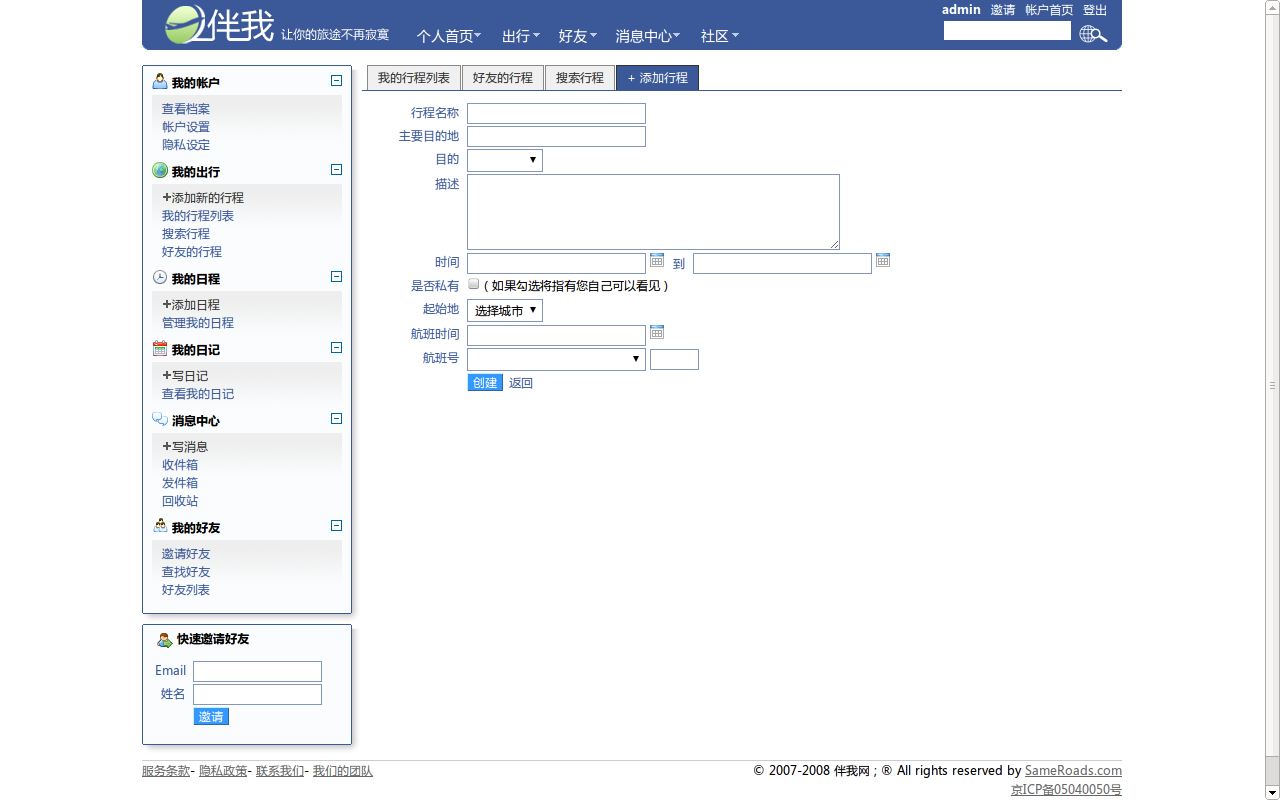 admin 邀请 帐户首页 登出
伴我 让你的旅途不再寂寞 个人首页 出行 好友 消息中心 社区
我的帐户
查看档案
帐户设置
隐私设定
我的出行
+添加新的行程
我的行程列表
搜索行程
好友的行程
我的日程
+添加日程
管理我的日程
我的日记
+写日记
查看我的日记
消息中心
+写消息
收件箱
发件箱
回收站
我的好友
邀请好友
查找好友
好友列表
快速邀请好友
Email
姓名
邀请
我的行程列表 好友的行程 搜索行程 + 添加行程
行程名称
主要目的地
目的
描述
时间 到
是否私有 ( 如果勾选将指有您自己可以看见 )
起始地 选择城市
航班时间
航班号
创建 返回
服务条款- 隐私政策- 联系我们- 我们的团队
© 2007-2008 伴我网 ; ® All rights reserved by SameRoads.com
京ICP备05040050号